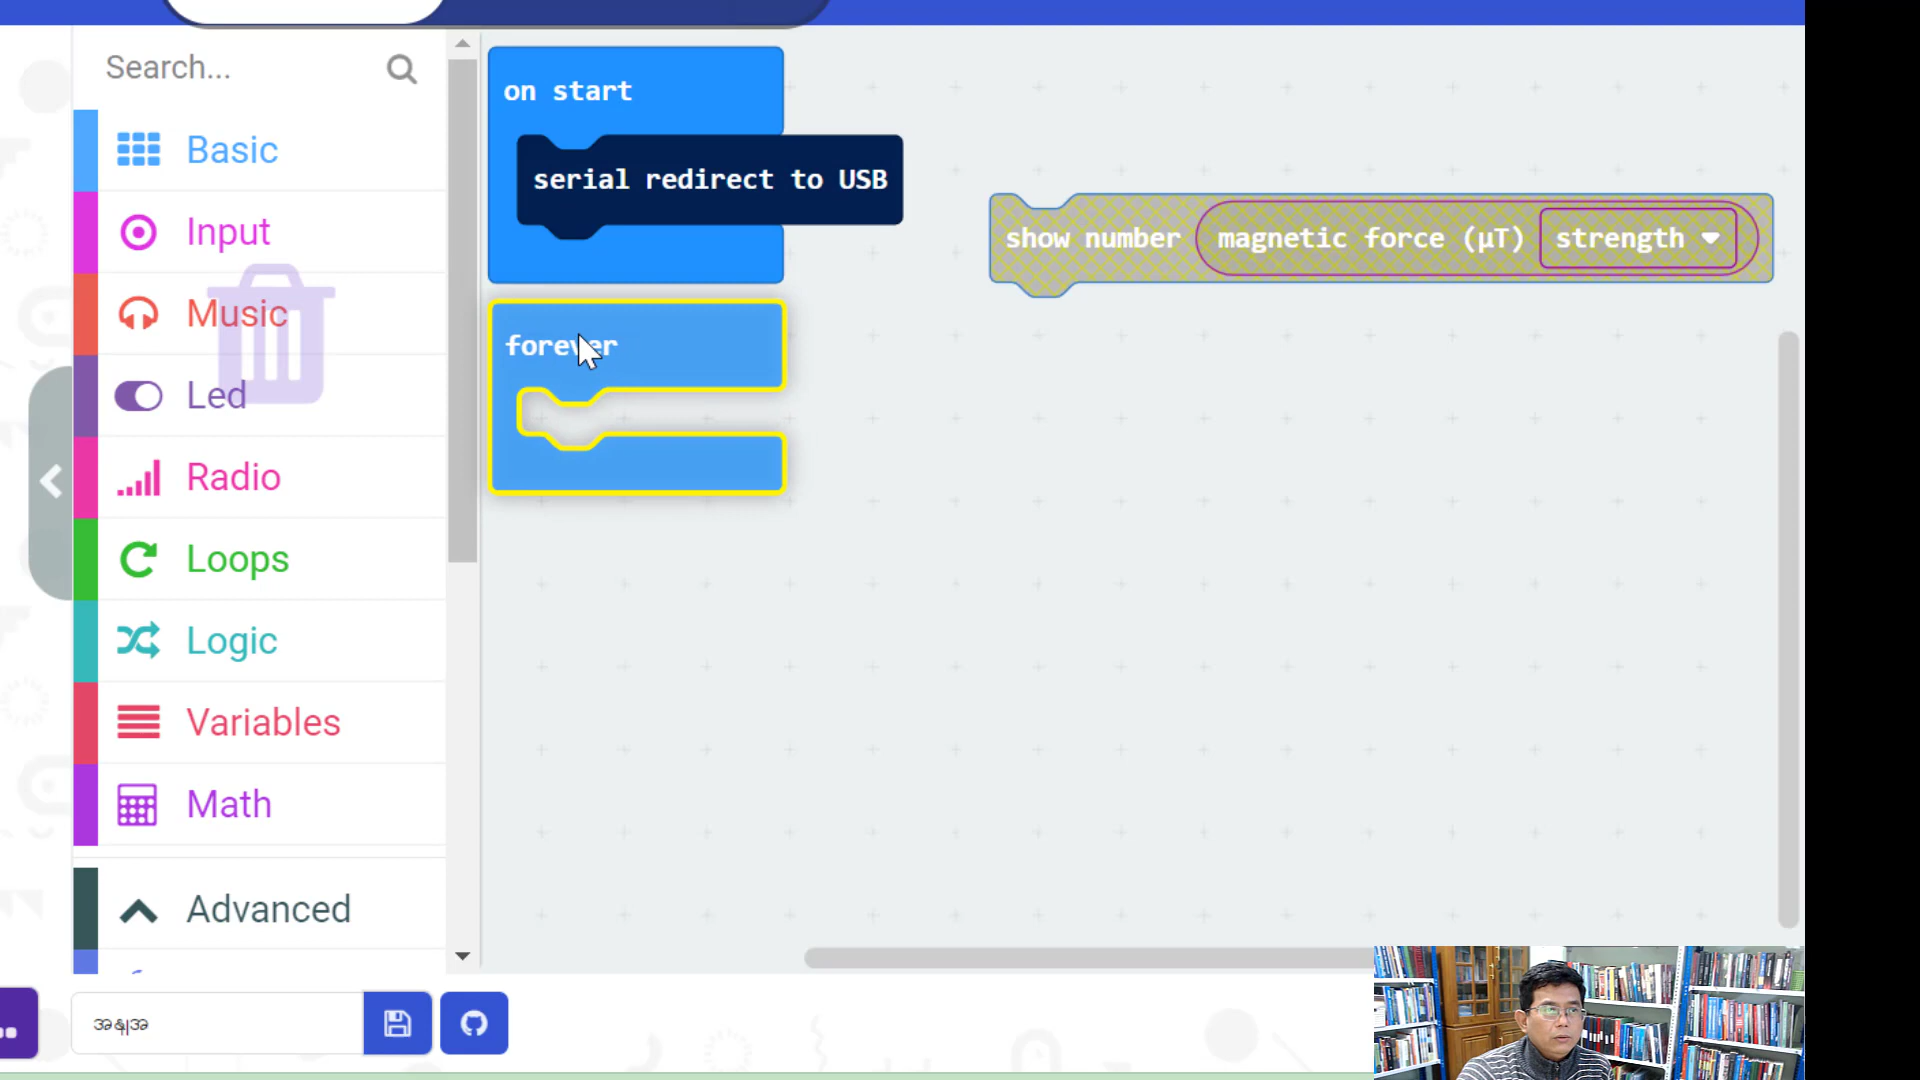 Search...
Basic
Input
Music
Led
Radio
Loops
Logic
Variables
Math
Advanced
on start
serial redirect to USB
forever
show number magnetic force (µT) strength